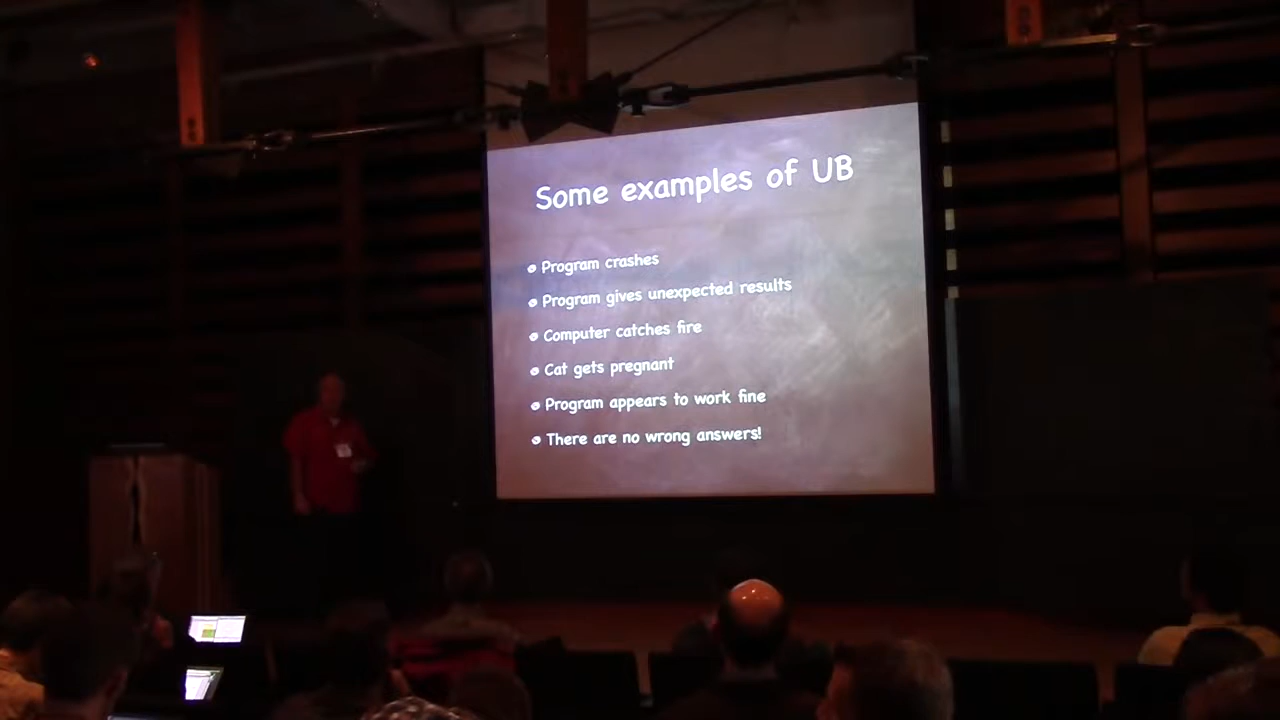 Some examples of UB
Program crashes
Program gives unexpected results
Computer catches fire
Cat gets pregnant
Program appears to work fine
There are no wrong answers!